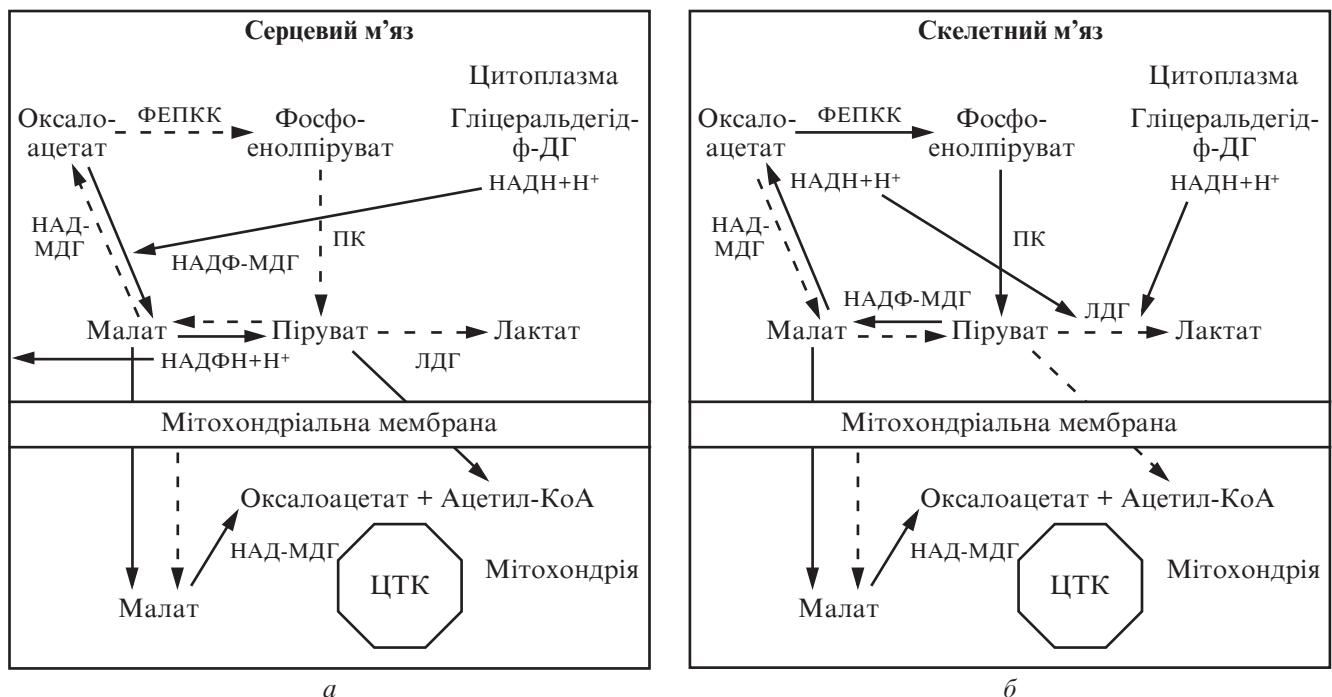 Серцевий м’яз
Цитоплазма
Оксало-
ацетат
ФЕПКК
Фосфо-
енолпіруват
Гліцеральдегід-
ф-ДГ
НАДН+Н⁺
НАД-
МДГ
НАДФ-МДГ
ПК
Малат
Піруват
Лактат
НАДФН+Н⁺
ЛДГ
Мітохондріальна мембрана
Оксалоацетат + Ацетил-КоА
НАД-МДГ
ЦТК
Мітохондрія
Малат
а
Скелетний м’яз
Цитоплазма
Оксало-
ацетат
ФЕПКК
Фосфо-
енолпіруват
Гліцеральдегід-
ф-ДГ
НАДН+Н⁺
НАДН+Н⁺
НАД-
МДГ
ПК
НАДФ-МДГ
ЛДГ
Малат
Піруват
Лактат
Мітохондріальна мембрана
Оксалоацетат + Ацетил-КоА
НАД-МДГ
ЦТК
Мітохондрія
Малат
б